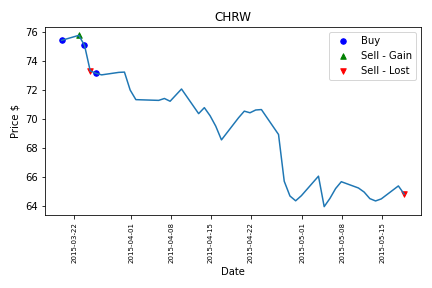 CHRW
Buy
Sell - Gain
Sell - Lost
Price $
76
74
72
70
68
66
64
2015-03-22
2015-04-01
2015-04-08
2015-04-15
2015-04-22
2015-05-01
2015-05-08
2015-05-15
Date